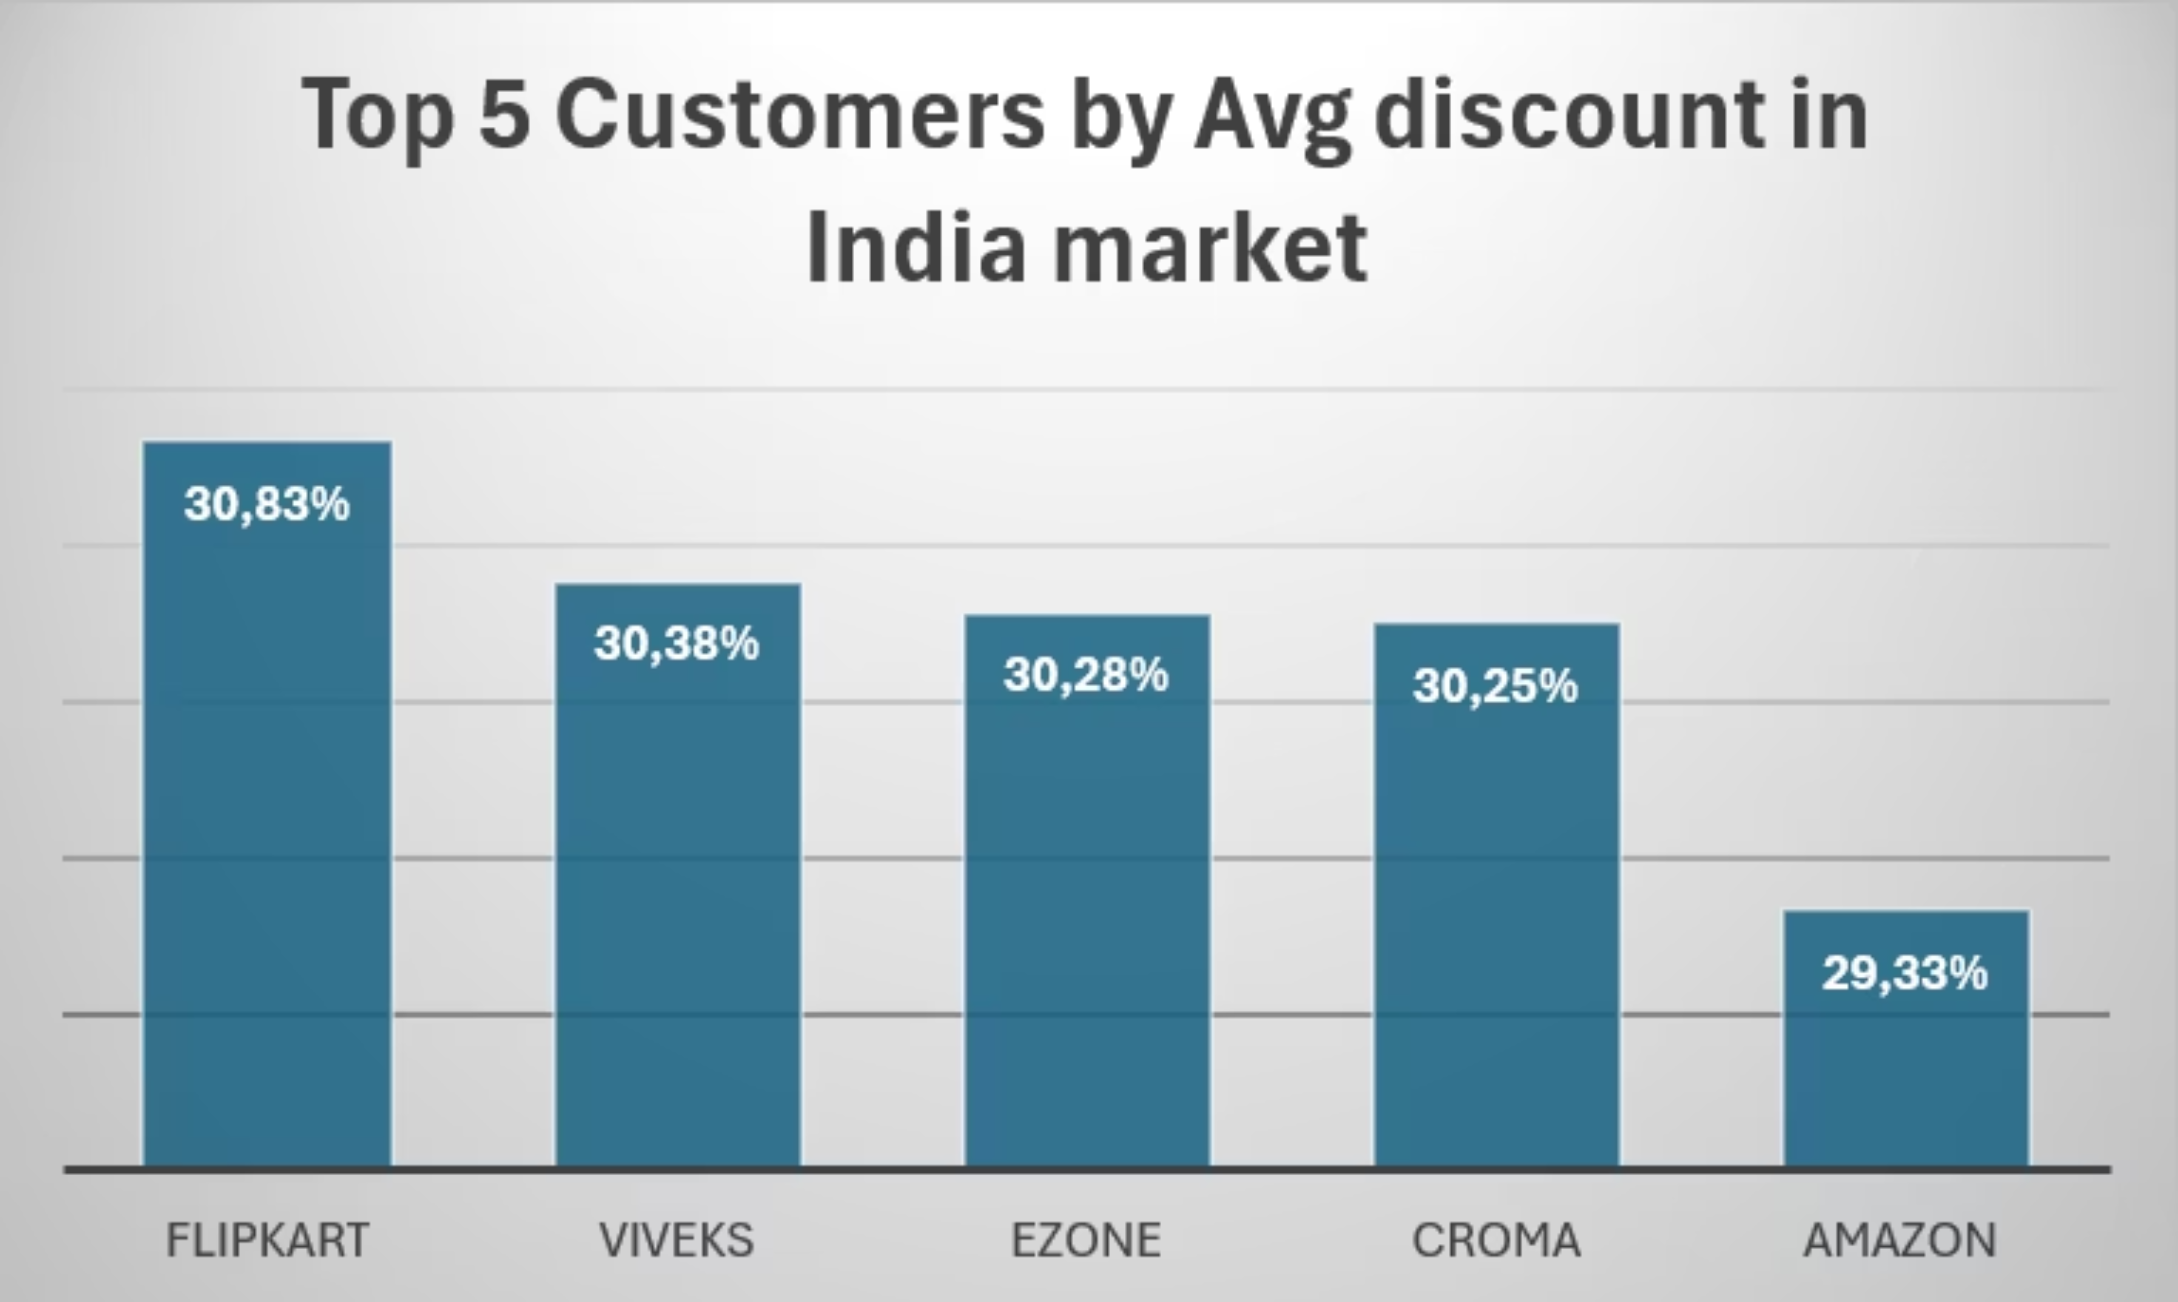 Top 5 Customers by Avg discount in
India market
30,83%
30,38%
30,28%
30,25%
29,33%
FLIPKART
VIVEKS
EZONE
CROMA
AMAZON